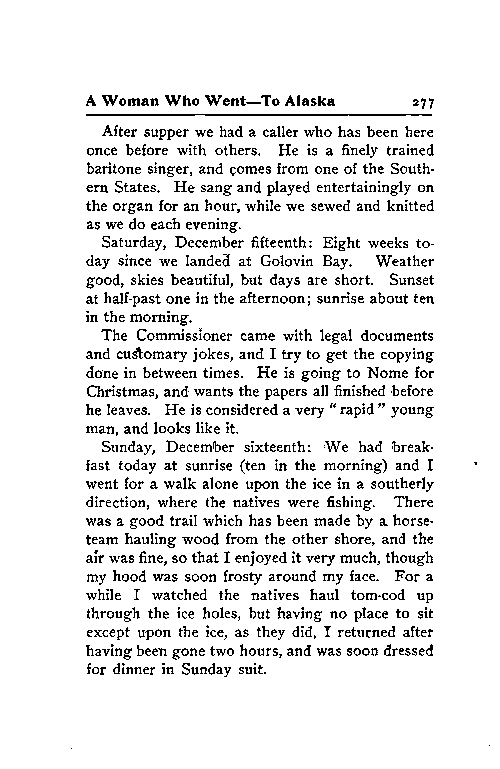 A Woman Who Went—To Alaska 277
After supper we had a caller who has been here
once before with others. He is a finely trained
baritone singer, and comes from one of the South-
ern States. He sang and played entertainingly on
the organ for an hour, while we sewed and knitted
as we do each evening.
Saturday, December fifteenth: Eight weeks to-
day since we landed at Golovin Bay. Weather
good, skies beautiful, but days are short. Sunset
at half-past one in the afternoon; sunrise about ten
in the morning.
The Commissioner came with legal documents
and customary jokes, and I try to get the copying
done in between times. He is going to Nome for
Christmas, and wants the papers all finished before
he leaves. He is considered a very "rapid" young
man, and looks like it.
Sunday, December sixteenth: We had break-
fast today at sunrise (ten in the morning) and I
went for a walk alone upon the ice in a southerly
direction, where the natives were fishing. There
was a good trail which has been made by a horse-
team hauling wood from the other shore, and the
air was fine, so that I enjoyed it very much, though
my hood was soon frosty around my face. For a
while I watched the natives haul tom-cod up
through the ice holes, but having no place to sit
except upon the ice, as they did, I returned after
having been gone two hours, and was soon dressed
for dinner in Sunday suit.